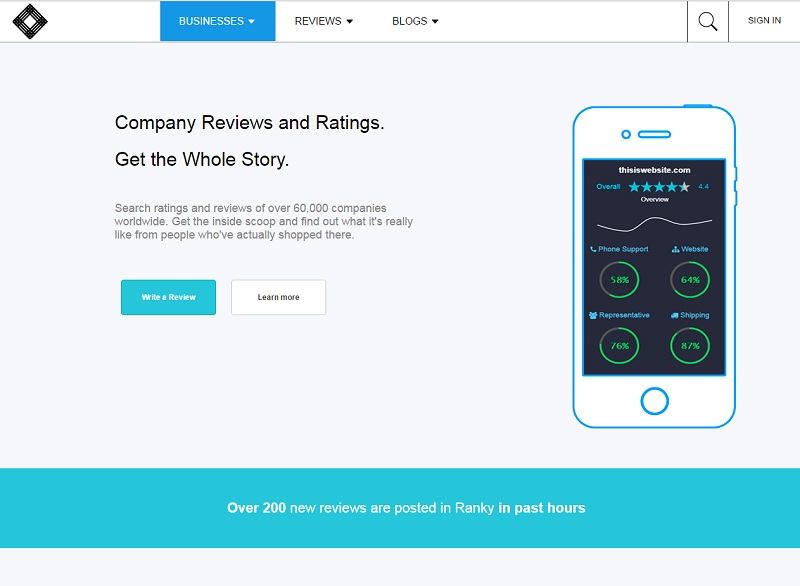 BUSINESSES
REVIEWS
BLOGS
SIGN IN
Company Reviews and Ratings.
Get the Whole Story.
Search ratings and reviews of over 60,000 companies
worldwide. Get the inside scoop and find out what it's really
like from people who've actually shopped there.
Write a Review
Learn more
thisiswebsite.com
Overall 4.4
Overview
Phone Support Website
58% 64%
Representative Shipping
76% 87%
Over 200 new reviews are posted in Ranky in past hours